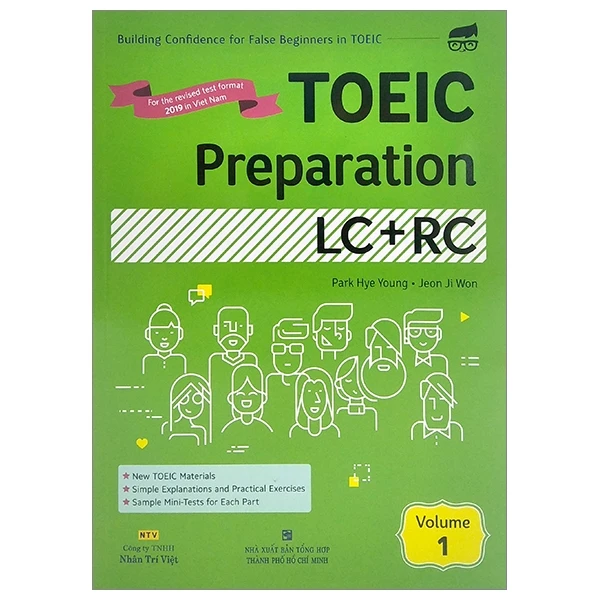 Building Confidence for False Beginners in TOEIC
For the revised test format
2019 in Viet Nam
TOEIC
Preparation
LC+RC
Park Hye Young • Jeon Ji Won
★ New TOEIC Materials
★ Simple Explanations and Practical Exercises
★ Sample Mini-Tests for Each Part
Volume
1
NTV
Công ty TNHH
Nhân Trí Việt
NHÀ XUẤT BẢN TỔNG HỢP
THÀNH PHỐ HỒ CHÍ MINH